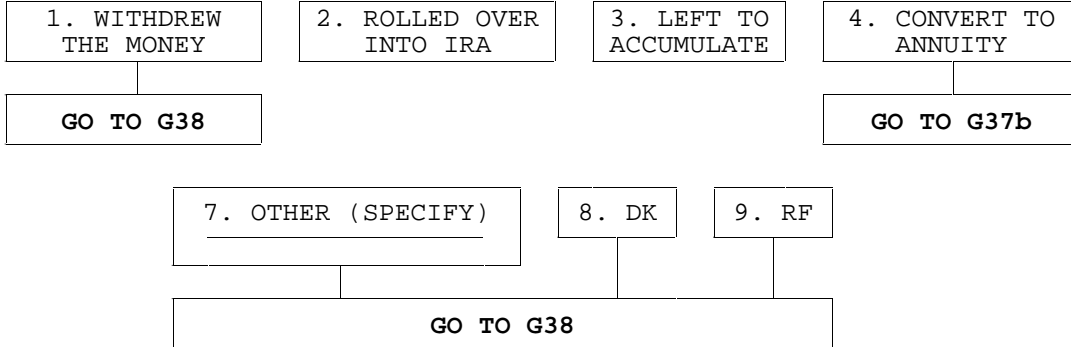 1. WITHDREW THE MONEY
2. ROLLED OVER INTO IRA
3. LEFT TO ACCUMULATE
4. CONVERT TO ANNUITY
GO TO G38
GO TO G37b
7. OTHER (SPECIFY)
8. DK
9. RF
GO TO G38